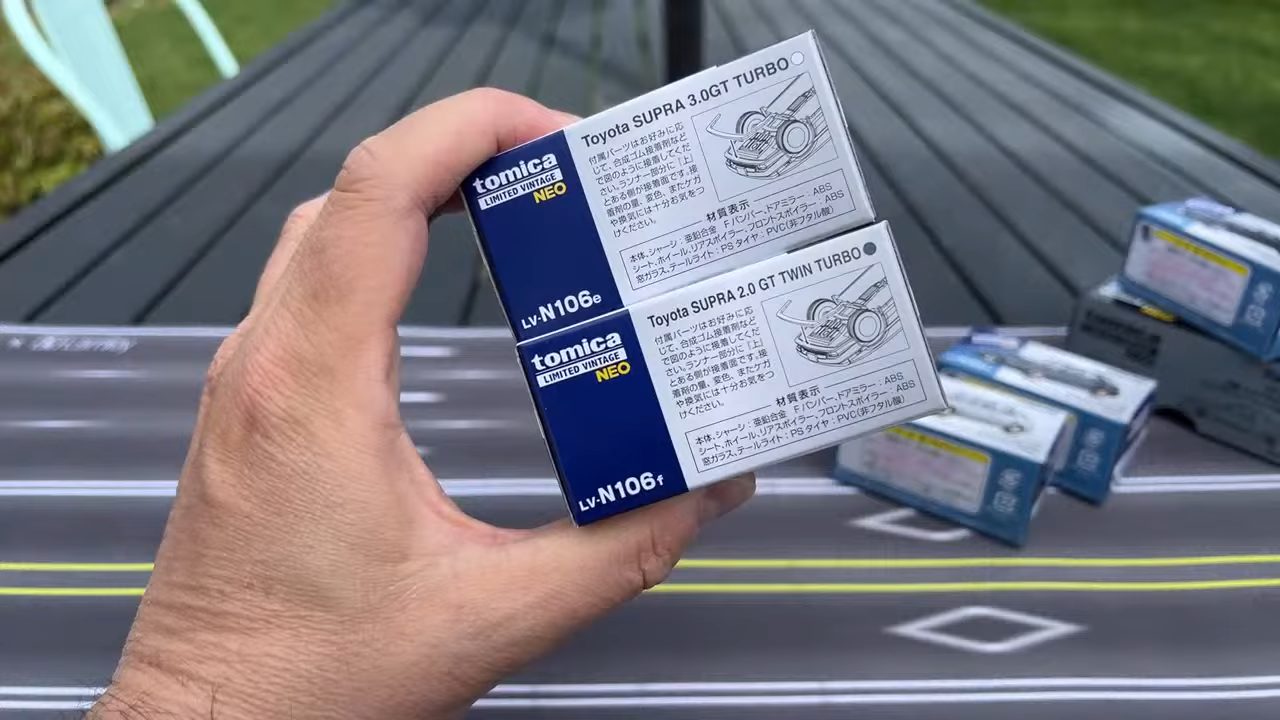 Toyota SUPRA 3.0GT TURBO
tomica
LIMITED VINTAGE
NEO
付属パーツはお好みに応
じて、合成ゴム接着剤など
で図のように接着してくだ
さい。ランナー部分に「上」
とある側が接着面です。接
着剤の量、変色、またケガ
や換気には十分お気をつ
けください。
材質表示
本体、シャーシ：亜鉛合金 Fバンパー、ドアミラー：ABS
シート、ホイール、リアスポイラー、フロントスポイラー：ABS
窓ガラス、テールライト：PS タイヤ：PVC(非フタル酸)
LV-N106e
Toyota SUPRA 2.0 GT TWIN TURBO
tomica
LIMITED VINTAGE
NEO
付属パーツはお好みに応
じて、合成ゴム接着剤など
で図のように接着してくだ
さい。ランナー部分に「上」
とある側が接着面です。接
着剤の量、変色、またケガ
や換気には十分お気をつ
けください。
材質表示
本体、シャーシ：亜鉛合金 Fバンパー、ドアミラー：ABS
シート、ホイール、リアスポイラー、フロントスポイラー：ABS
窓ガラス、テールライト：PS タイヤ：PVC(非フタル酸)
LV-N106f